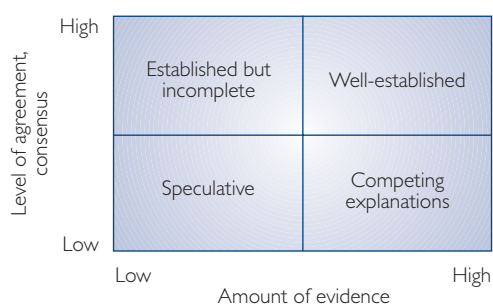 High
Level of agreement,
consensus
Established but
incomplete
Well-established
Speculative
Competing
explanations
Low
Low
High
Amount of evidence